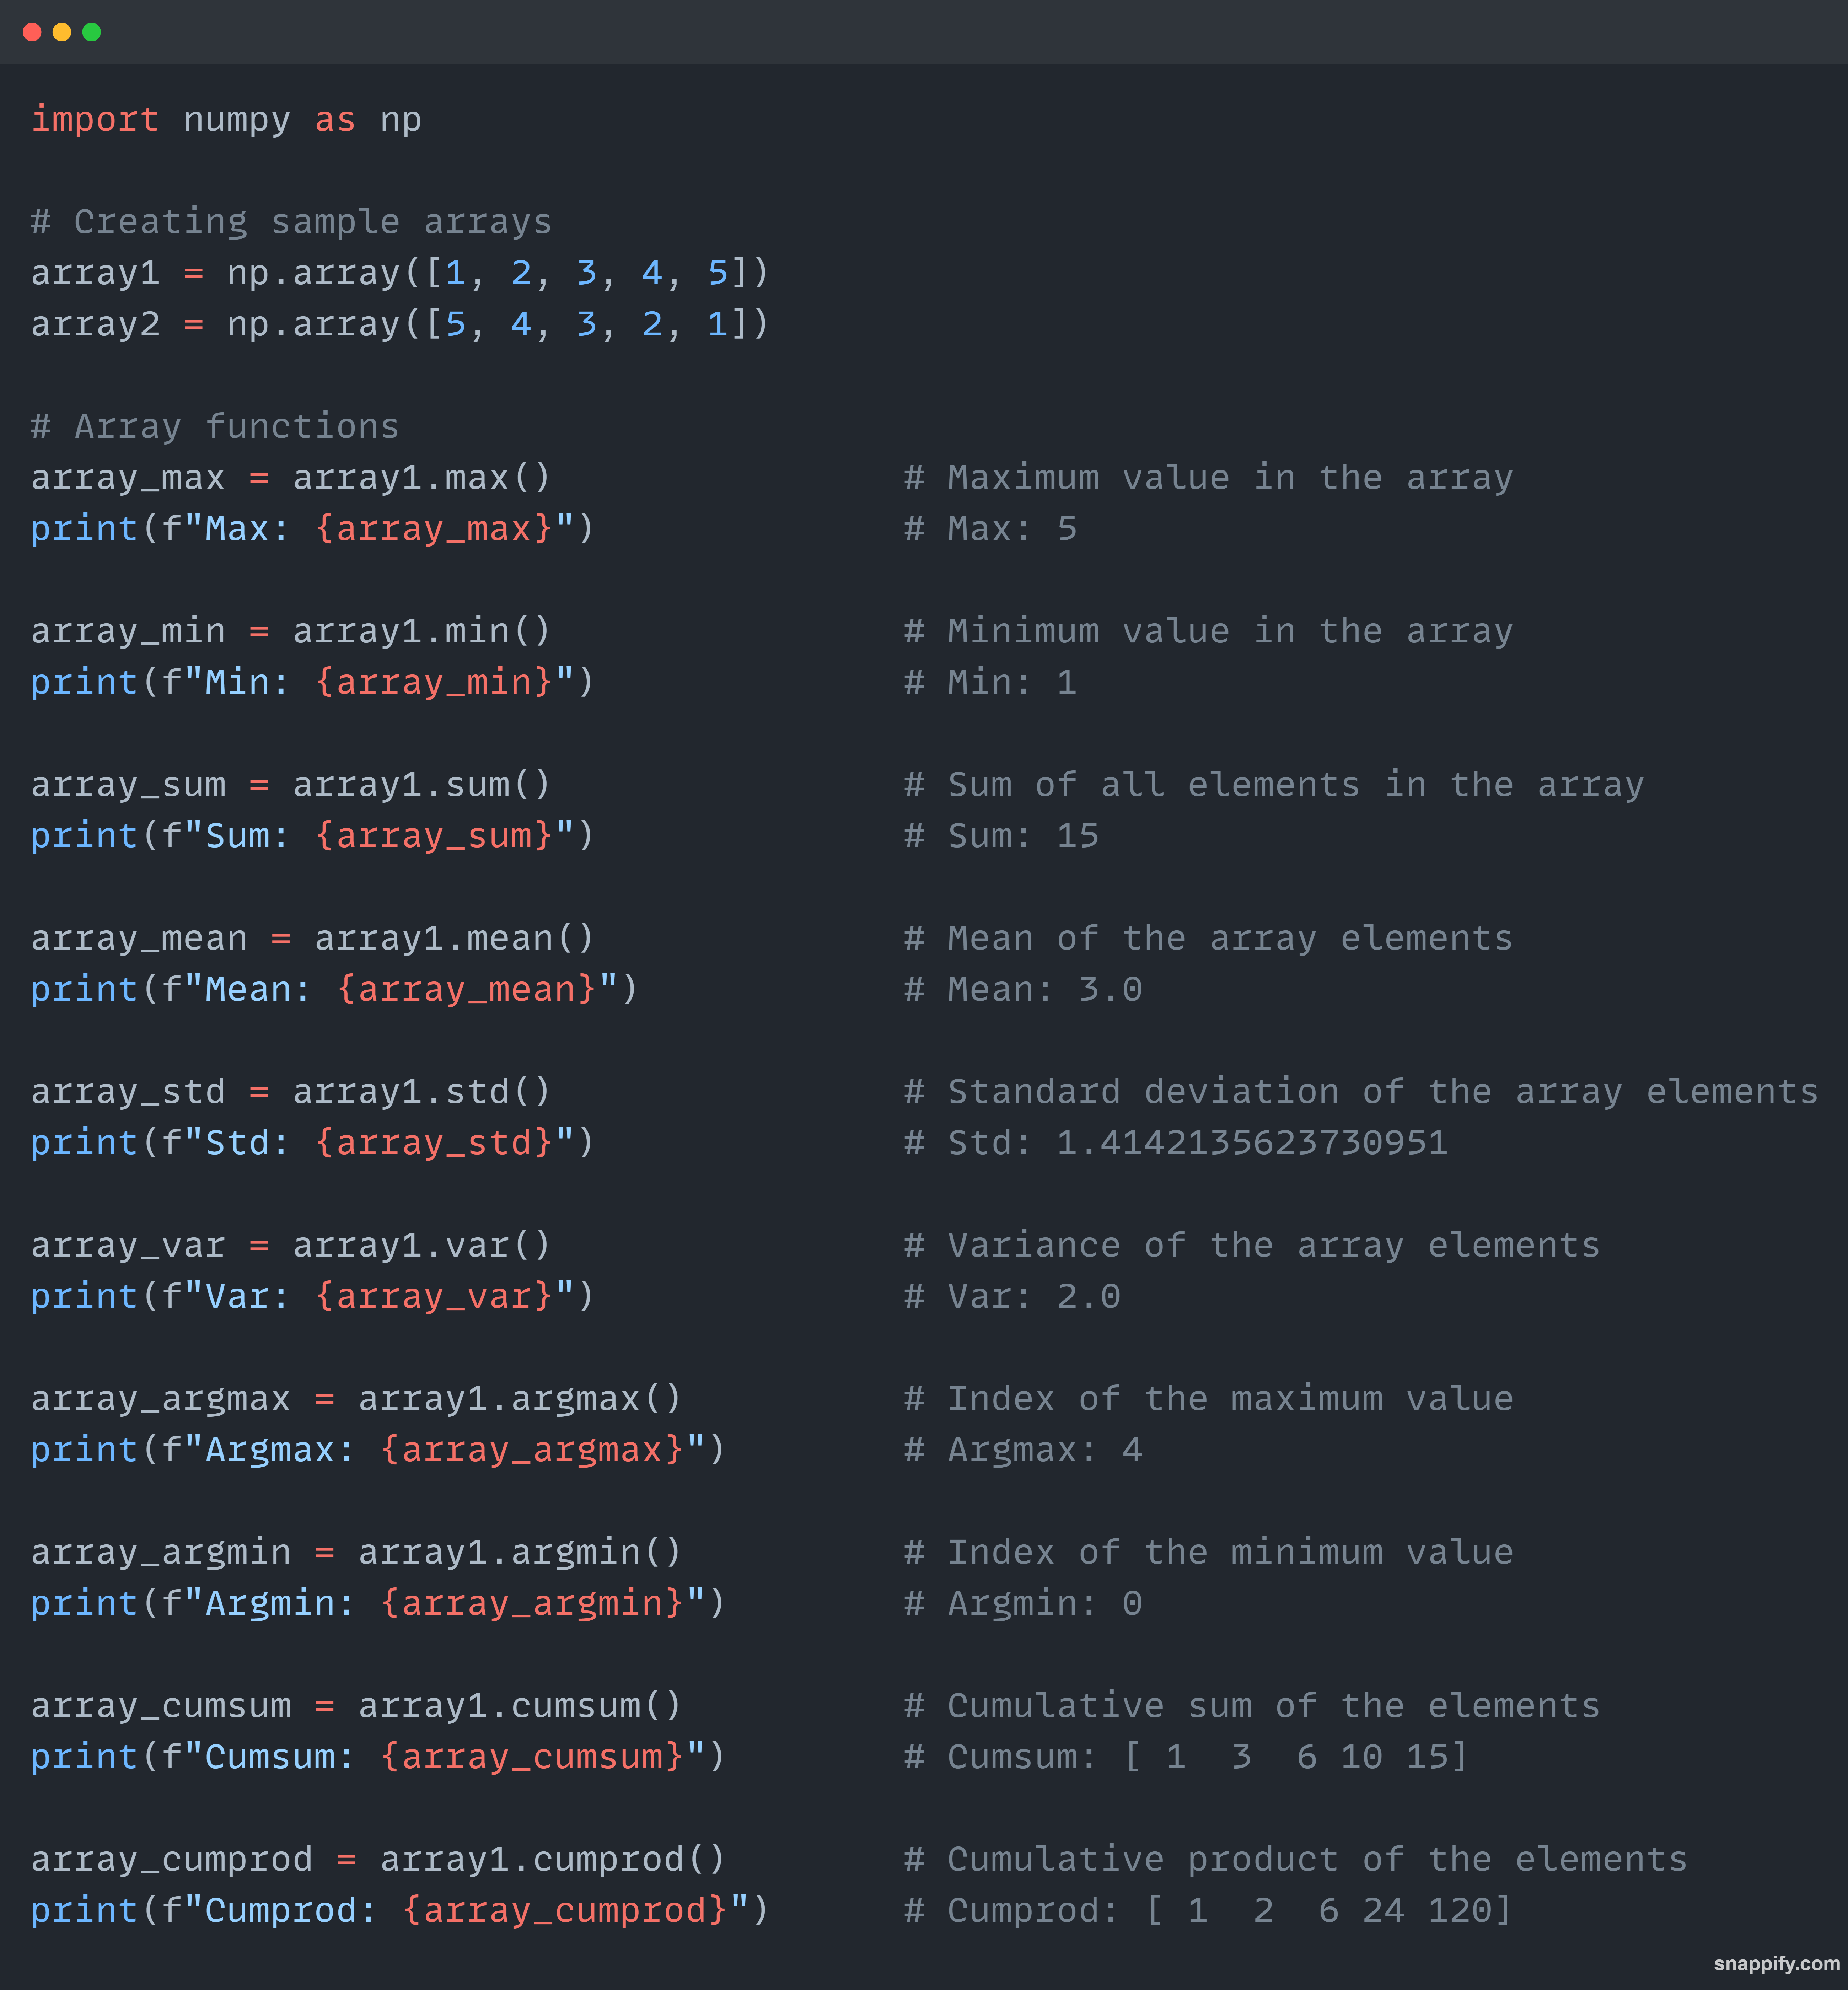 import numpy as np
# Creating sample arrays
array1 = np.array([1, 2, 3, 4, 5])
array2 = np.array([5, 4, 3, 2, 1])
# Array functions
array_max = array1.max()                # Maximum value in the array
print(f"Max: {array_max}")              # Max: 5
array_min = array1.min()                # Minimum value in the array
print(f"Min: {array_min}")              # Min: 1
array_sum = array1.sum()                # Sum of all elements in the array
print(f"Sum: {array_sum}")              # Sum: 15
array_mean = array1.mean()              # Mean of the array elements
print(f"Mean: {array_mean}")            # Mean: 3.0
array_std = array1.std()                # Standard deviation of the array elements
print(f"Std: {array_std}")              # Std: 1.4142135623730951
array_var = array1.var()                # Variance of the array elements
print(f"Var: {array_var}")              # Var: 2.0
array_argmax = array1.argmax()          # Index of the maximum value
print(f"Argmax: {array_argmax}")        # Argmax: 4
array_argmin = array1.argmin()          # Index of the minimum value
print(f"Argmin: {array_argmin}")        # Argmin: 0
array_cumsum = array1.cumsum()          # Cumulative sum of the elements
print(f"Cumsum: {array_cumsum}")        # Cumsum: [ 1  3  6 10 15]
array_cumprod = array1.cumprod()        # Cumulative product of the elements
print(f"Cumprod: {array_cumprod}")      # Cumprod: [ 1  2  6 24 120]
snappify.com